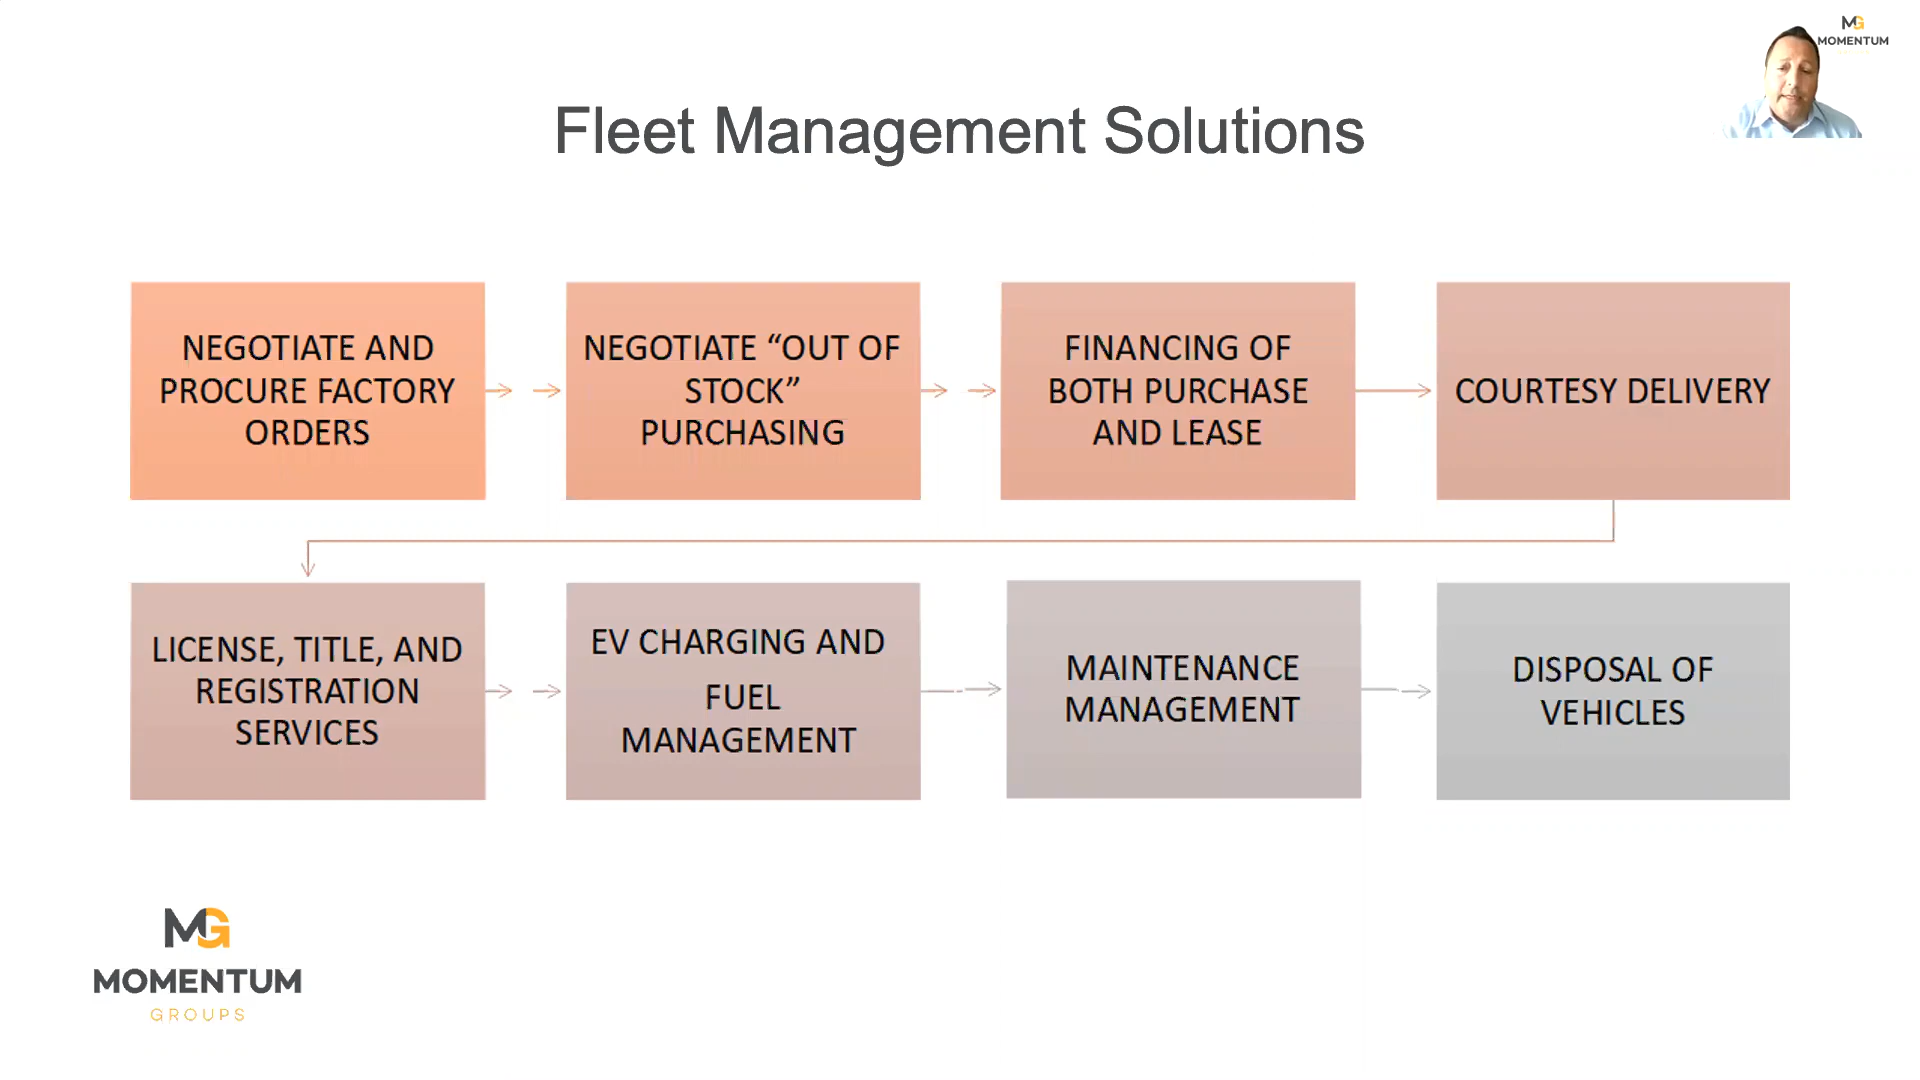 MG
MOMENTUM
Fleet Management Solutions
NEGOTIATE AND
PROCURE FACTORY
ORDERS
NEGOTIATE “OUT OF
STOCK”
PURCHASING
FINANCING OF
BOTH PURCHASE
AND LEASE
COURTESY DELIVERY
LICENSE, TITLE, AND
REGISTRATION
SERVICES
EV CHARGING AND
FUEL
MANAGEMENT
MAINTENANCE
MANAGEMENT
DISPOSAL OF
VEHICLES
MG
MOMENTUM
GROUPS